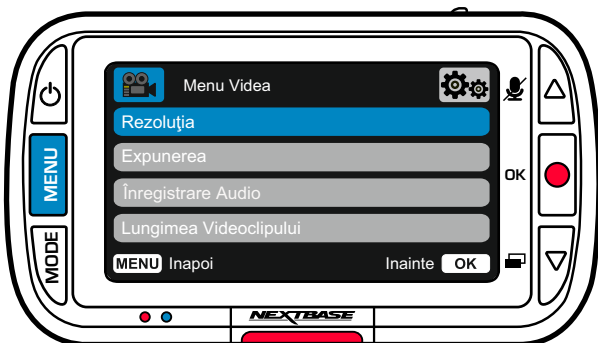 Menu Videa
Rezoluţia
Expunerea
Înregistrare Audio
Lungimea Videoclipului
MENU Inapoi Inainte OK
MENU
MODE
OK
NEXTBASE